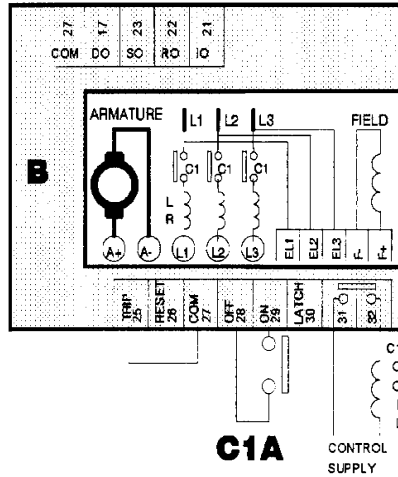 27 17 23 22 21
COM DO SO RO IO
ARMATURE L1 L2 L3 FIELD
B
C1 C1 C1
L
R
A+ A- L1 L2 L3 EL1 EL2 EL3 F- F+
TRIP 25 RESET 26 COM 27 OFF 28 ON 29 LATCH 30 31 32
C1A
CONTROL
SUPPLY